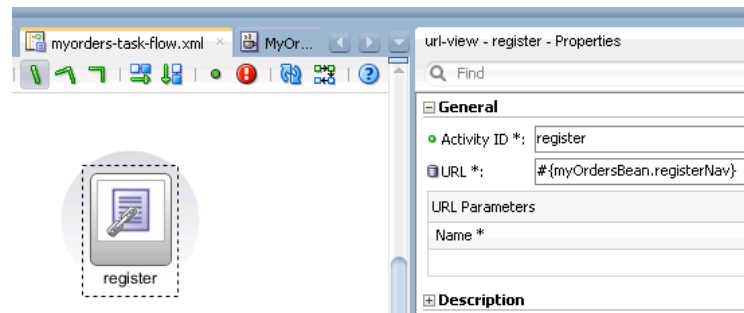 myorders-task-flow.xml
MyOr...
register
url-view - register - Properties
Find
General
Activity ID *: register
URL *: #{myOrdersBean.registerNav}
URL Parameters
Name *
Description